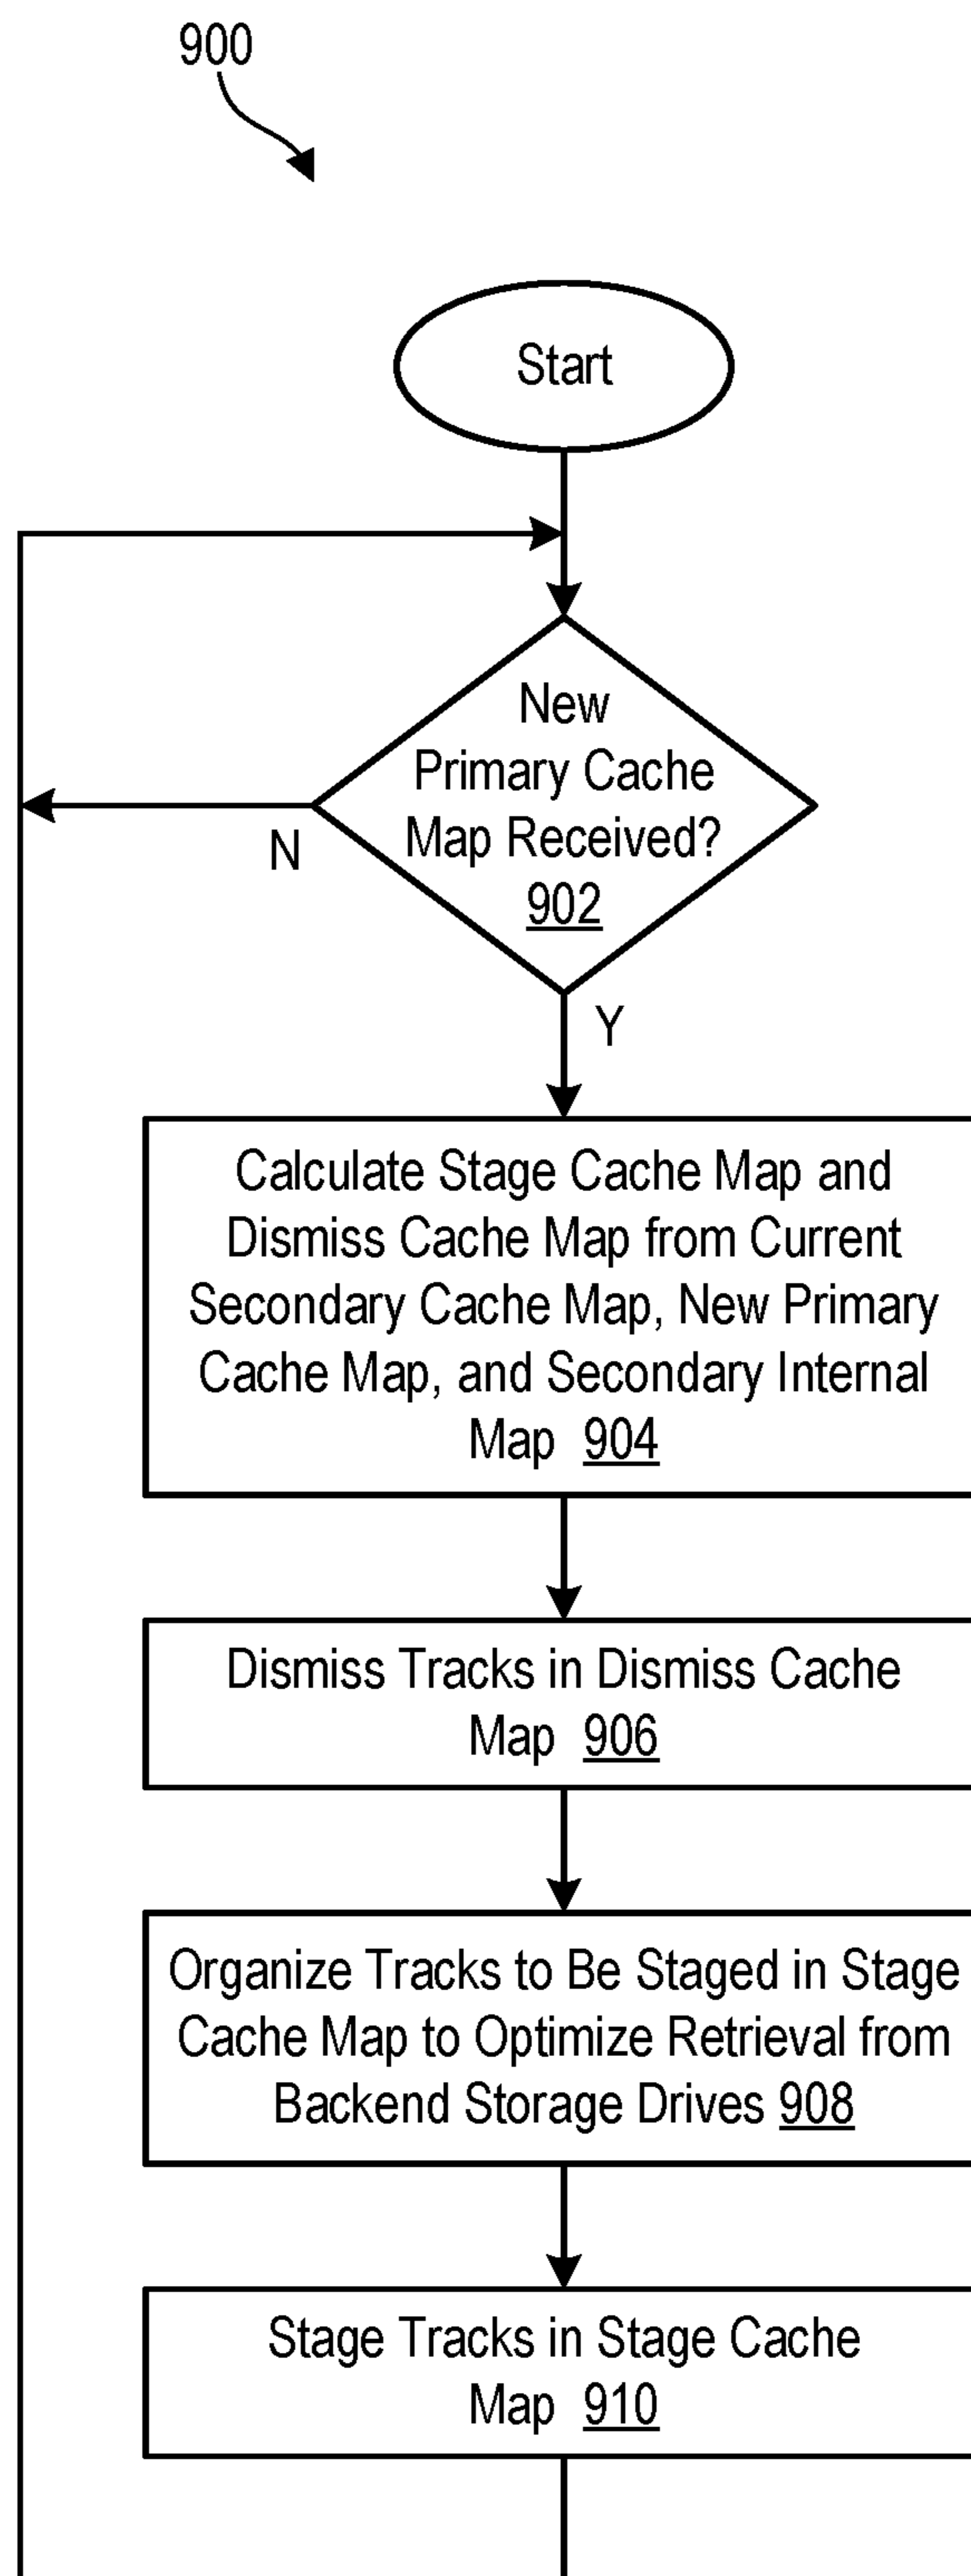 900
Start
New
Primary Cache
Map Received?
902
N
Y
Calculate Stage Cache Map and
Dismiss Cache Map from Current
Secondary Cache Map, New Primary
Cache Map, and Secondary Internal
Map 904
Dismiss Tracks in Dismiss Cache
Map 906
Organize Tracks to Be Staged in Stage
Cache Map to Optimize Retrieval from
Backend Storage Drives 908
Stage Tracks in Stage Cache
Map 910